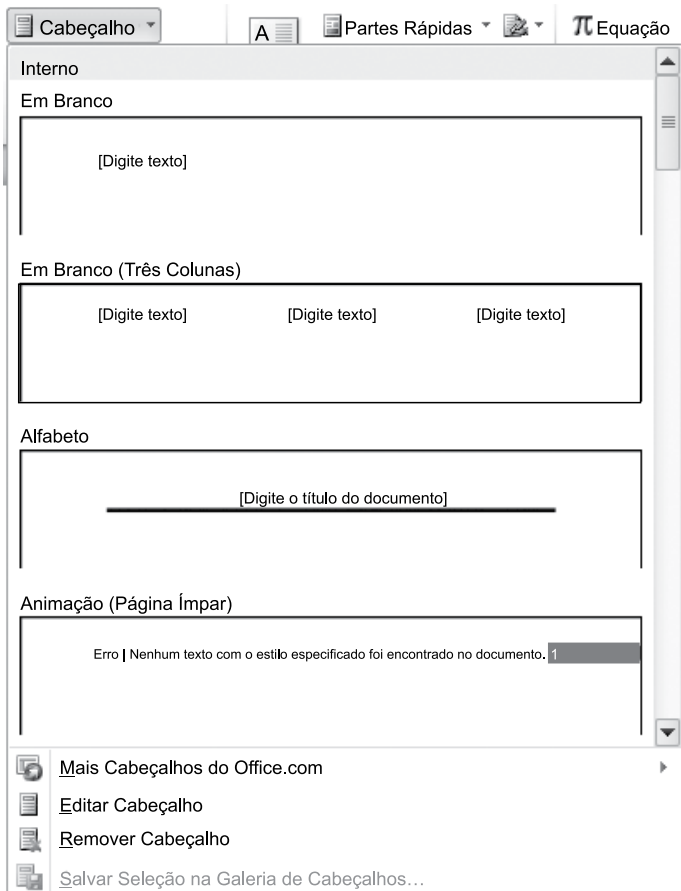 Cabeçalho A Partes Rápidas π Equação
Interno
Em Branco
[Digite texto]
Em Branco (Três Colunas)
[Digite texto] [Digite texto] [Digite texto]
Alfabeto
[Digite o título do documento]
Animação (Página Ímpar)
Erro | Nenhum texto com o estilo especificado foi encontrado no documento. 1
Mais Cabeçalhos do Office.com
Editar Cabeçalho
Remover Cabeçalho
Salvar Seleção na Galeria de Cabeçalhos...